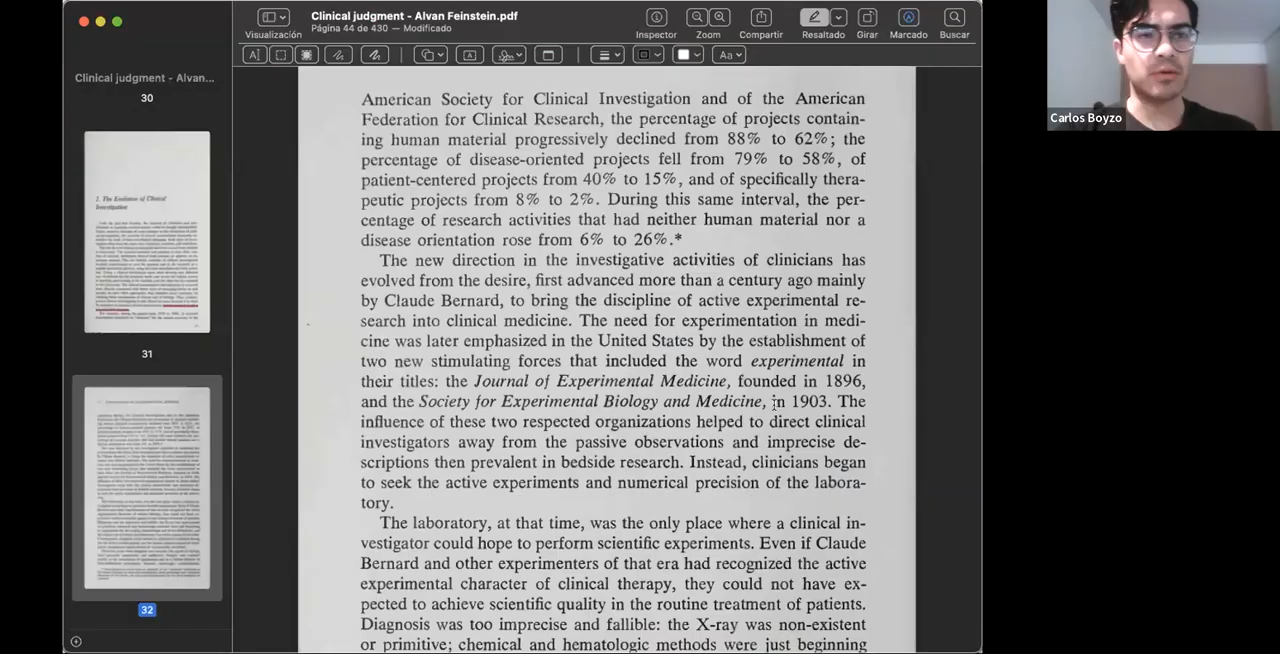 Clinical judgment - Alvan Feinstein.pdf
Página 44 de 430 — Modificado
Visualización
Inspector
Zoom
Compartir
Resaltado
Girar
Marcado
Buscar
Aa
Clinical judgment - Alvan...
30
31
32
2. The Evolution of Clinical
Investigation
American Society for Clinical Investigation and of the American
Federation for Clinical Research, the percentage of projects contain-
ing human material progressively declined from 88% to 62%; the
percentage of disease-oriented projects fell from 79% to 58%, of
patient-centered projects from 40% to 15%, and of specifically thera-
peutic projects from 8% to 2%. During this same interval, the per-
centage of research activities that had neither human material nor a
disease orientation rose from 6% to 26%.*
The new direction in the investigative activities of clinicians has
evolved from the desire, first advanced more than a century ago mainly
by Claude Bernard, to bring the discipline of active experimental re-
search into clinical medicine. The need for experimentation in medi-
cine was later emphasized in the United States by the establishment of
two new stimulating forces that included the word experimental in
their titles: the Journal of Experimental Medicine, founded in 1896,
and the Society for Experimental Biology and Medicine, in 1903. The
influence of these two respected organizations helped to direct clinical
investigators away from the passive observations and imprecise de-
scriptions then prevalent in bedside research. Instead, clinicians began
to seek the active experiments and numerical precision of the labora-
tory.
The laboratory, at that time, was the only place where a clinical in-
vestigator could hope to perform scientific experiments. Even if Claude
Bernard and other experimenters of that era had recognized the active
experimental character of clinical therapy, they could not have ex-
pected to achieve scientific quality in the routine treatment of patients.
Diagnosis was too imprecise and fallible: the X-ray was non-existent
or primitive; chemical and hematologic methods were just beginning
Carlos Boyzo